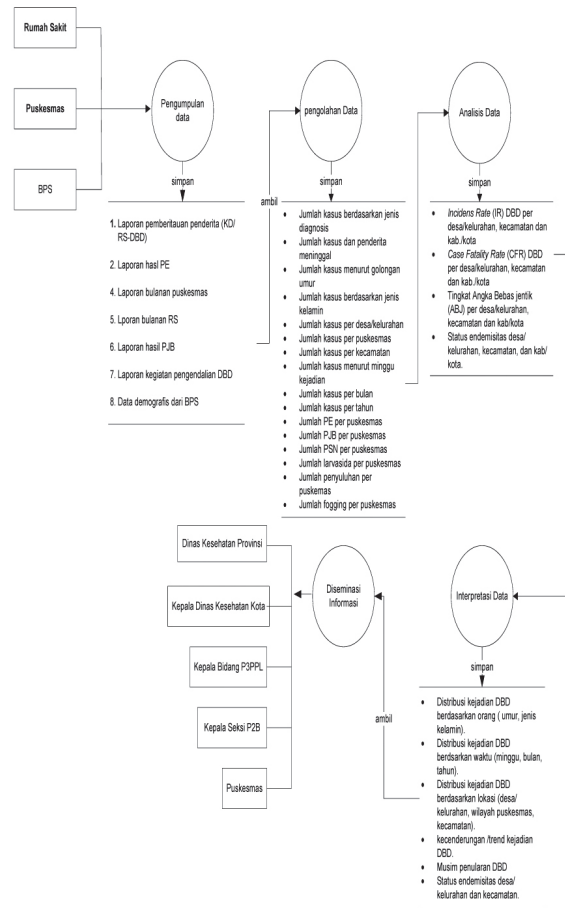 Rumah Sakit
Puskesmas
BPS
Pengumpulan
data
simpan
1. Laporan pemberitauan penderita (KD/
RS-DBD)
2. Laporan hasl PE
4. Laporan bulanan puskesmas
5. Lporan bulanan RS
6. Laporan hasil PJB
7. Laporan kegiatan pengendalian DBD
8. Data demografis dari BPS
ambil
pengolahan Data
simpan
• Jumlah kasus berdasarkan jenis
diagnosis
• Jumlah kasus dan penderita
meninggal
• Jumlah kasus menurut golongan
umur
• Jumlah kasus berdasarkan jenis
kelamin
• Jumlah kasus per desa/kelurahan
• Jumlah kasus per puskesmas
• Jumlah kasus per kecamatan
• Jumlah kasus menurut minggu
kejadian
• Jumlah kasus per bulan
• Jumlah kasus per tahun
• Jumlah PE per puskesmas
• Jumlah PJB per puskesmas
• Jumlah PSN per puskesmas
• Jumlah larvasida per puskesmas
• Jumlah penyuluhan per
puskemas
• Jumlah fogging per puskesmas
Analisis Data
simpan
• Incidens Rate (IR) DBD per
desa/kelurahan, kecamatan dan
kab./kota
• Case Fatality Rate (CFR) DBD
per desa/kelurahan, kecamatan
dan kab./kota
• Tingkat Angka Bebas jentik
(ABJ) per desa/kelurahan,
kecamatan dan kab/kota
• Status endemisitas desa/
kelurahan, kecamatan, dan kab/
kota.
Interpretasi Data
simpan
• Distribusi kejadian DBD
berdasarkan orang ( umur, jenis
kelamin).
• Distribusi kejadian DBD
berdsarkan waktu (minggu, bulan,
tahun).
• Distribusi kejadian DBD
berdasarkan lokasi (desa/
kelurahan, wilayah puskesmas,
kecamatan).
• kecenderungan /trend kejadian
DBD.
• Musim penularan DBD
• Status endemisitas desa/
kelurahan dan kecamatan.
ambil
Diseminasi
Informasi
Dinas Kesehatan Provinsi
Kepala Dinas Kesehatan Kota
Kepala Bidang P3PPL
Kepala Seksi P2B
Puskesmas